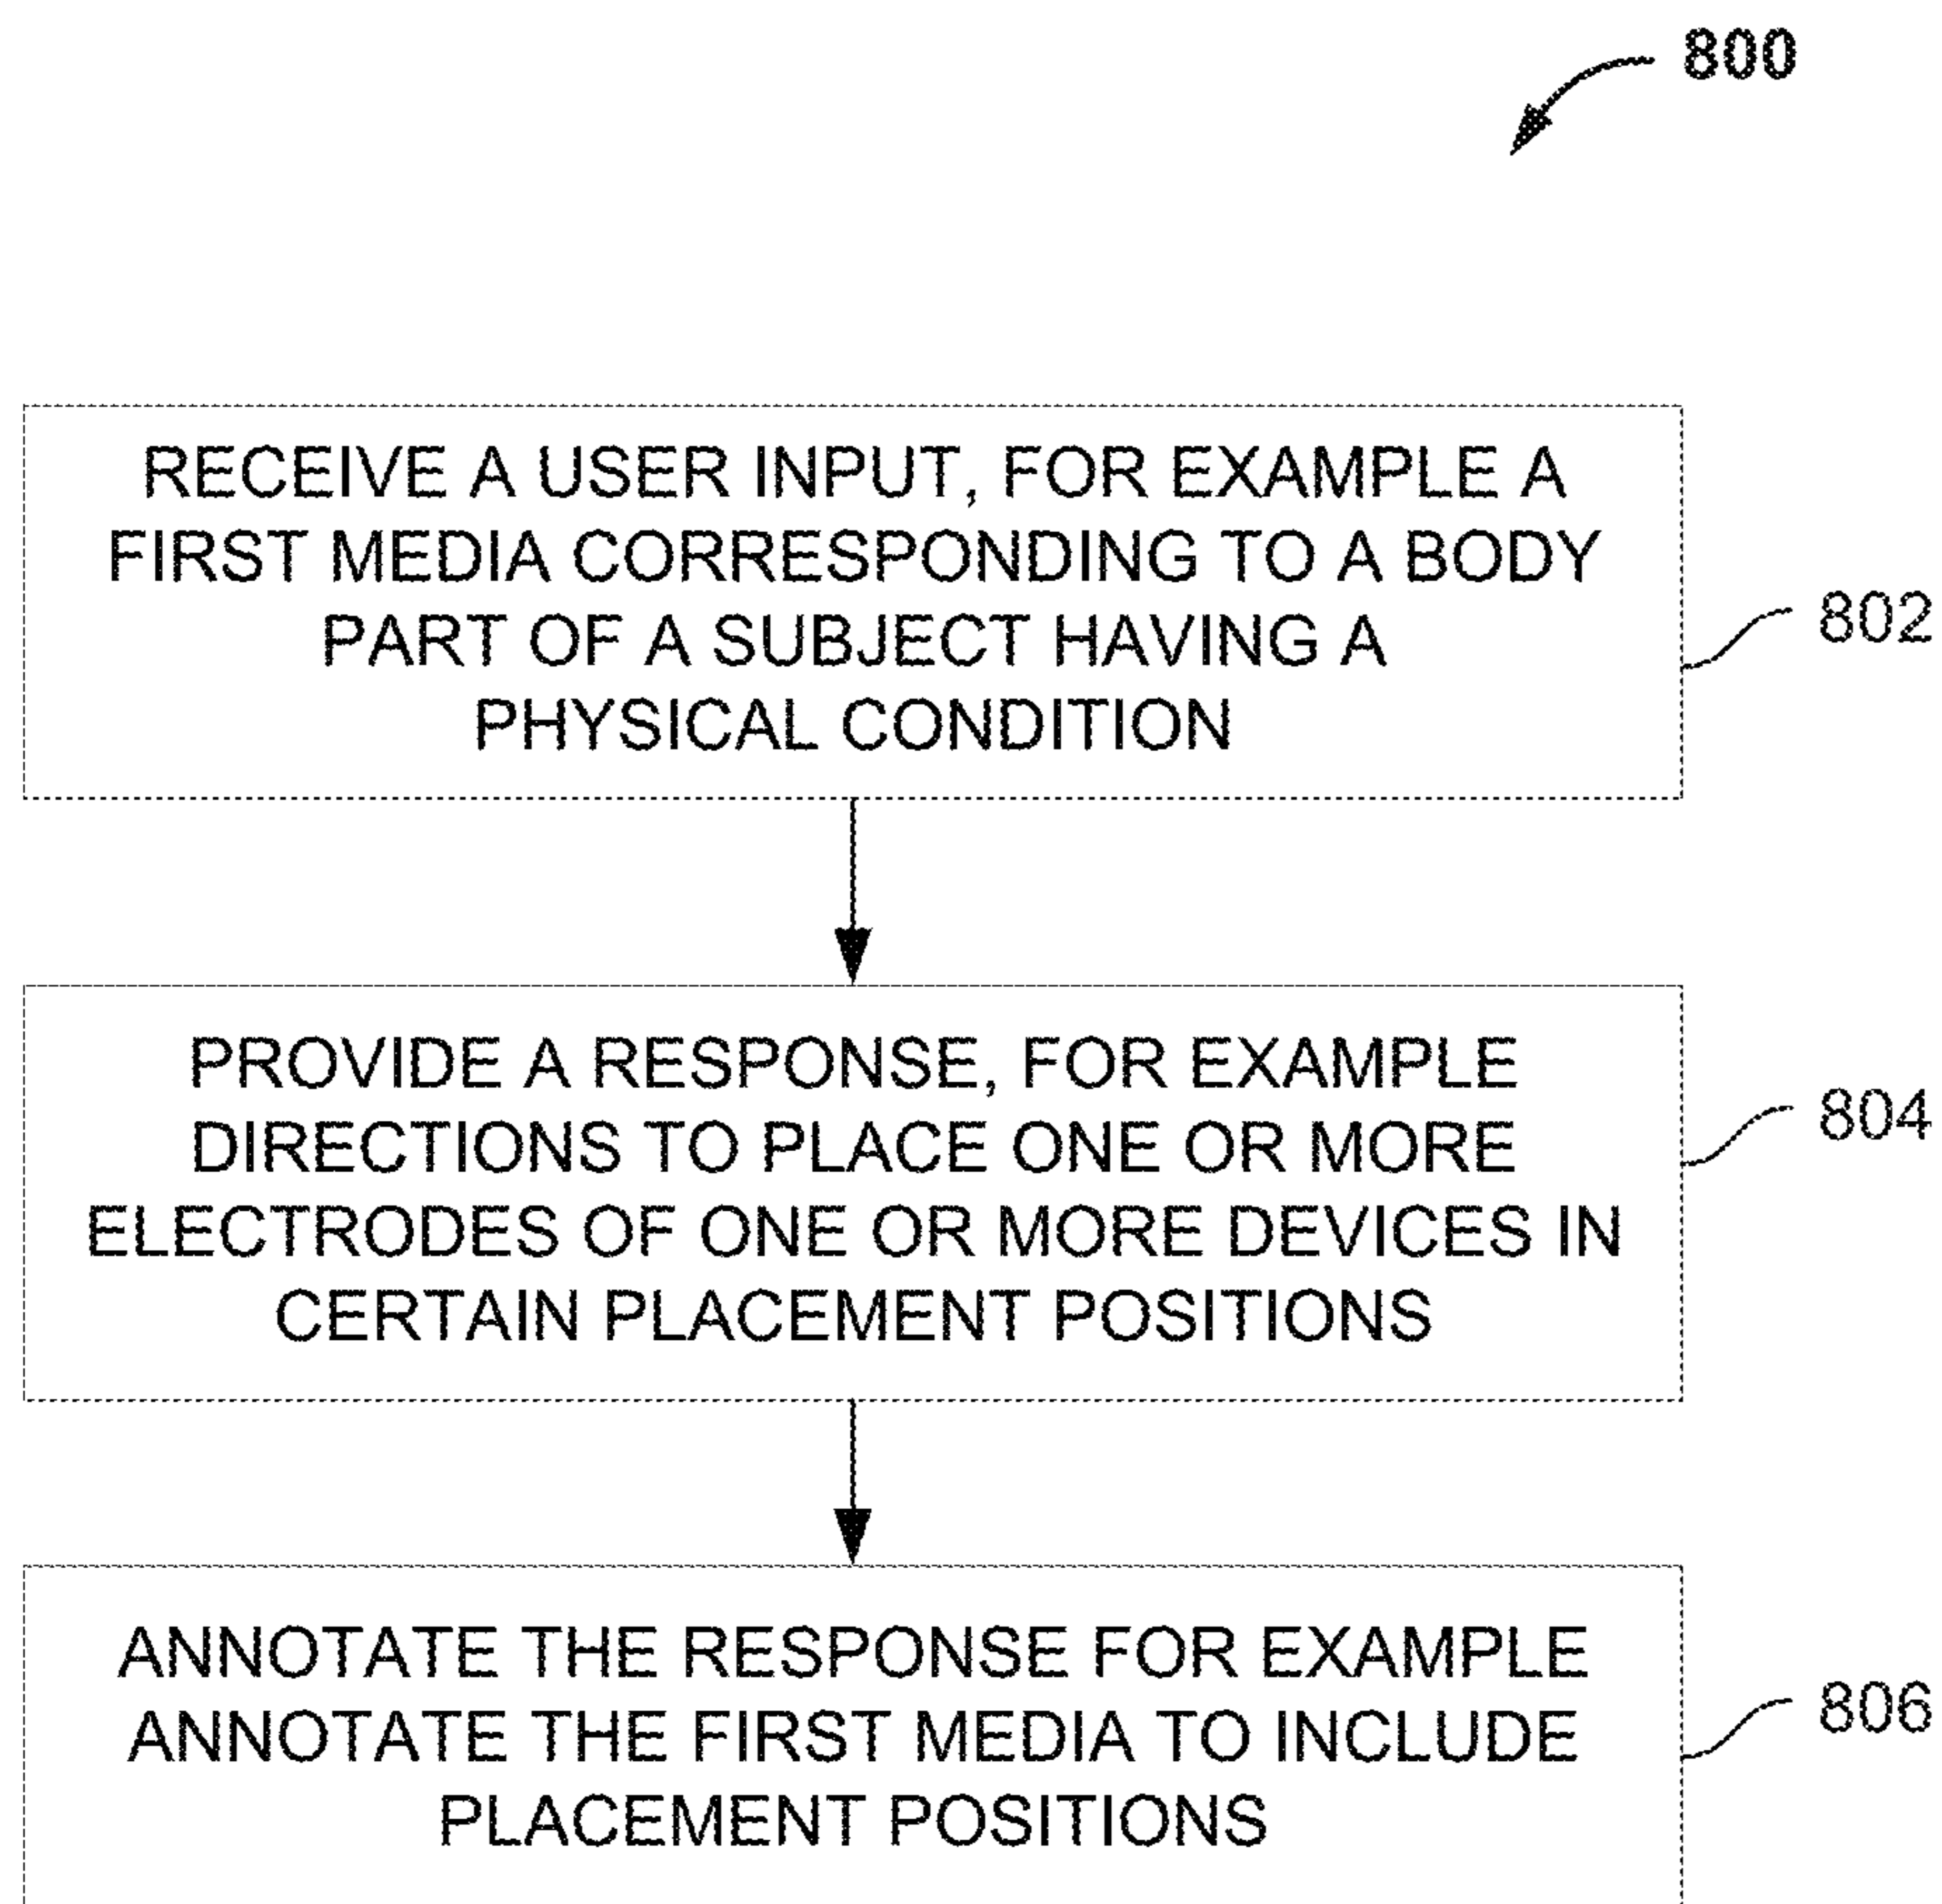 800
RECEIVE A USER INPUT, FOR EXAMPLE A
FIRST MEDIA CORRESPONDING TO A BODY
PART OF A SUBJECT HAVING A
PHYSICAL CONDITION
802
PROVIDE A RESPONSE, FOR EXAMPLE
DIRECTIONS TO PLACE ONE OR MORE
ELECTRODES OF ONE OR MORE DEVICES IN
CERTAIN PLACEMENT POSITIONS
804
ANNOTATE THE RESPONSE FOR EXAMPLE
ANNOTATE THE FIRST MEDIA TO INCLUDE
PLACEMENT POSITIONS
806